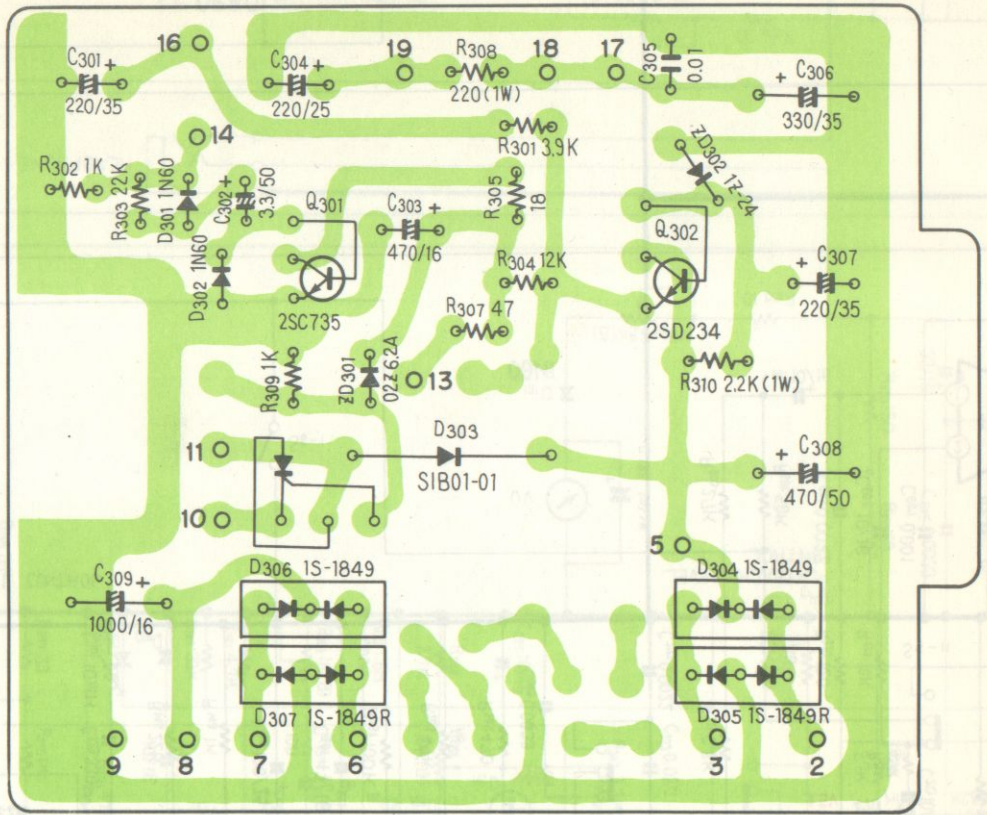 16
19
R308
220(1W)
18
17
C305
0.01
C301 +
220/35
C304 +
220/25
+ C306
330/35
14
R301 3.9K
ZD302 1Z-24
R302 1K
R303 22K
D301 1N60
C302 +
3.3/50
Q301
C303 +
470/16
R305
18
Q302
D302 1N60
2SC735
R304 12K
2SD234
+ C307
220/35
R307 47
R309 1K
ZD301
02Z6.2A
13
R310 2.2K(1W)
11
D303
SIB01-01
+ C308
470/50
10
5
C309 +
1000/16
D306 1S-1849
D304 1S-1849
D307 1S-1849R
D305 1S-1849R
9
8
7
6
3
2